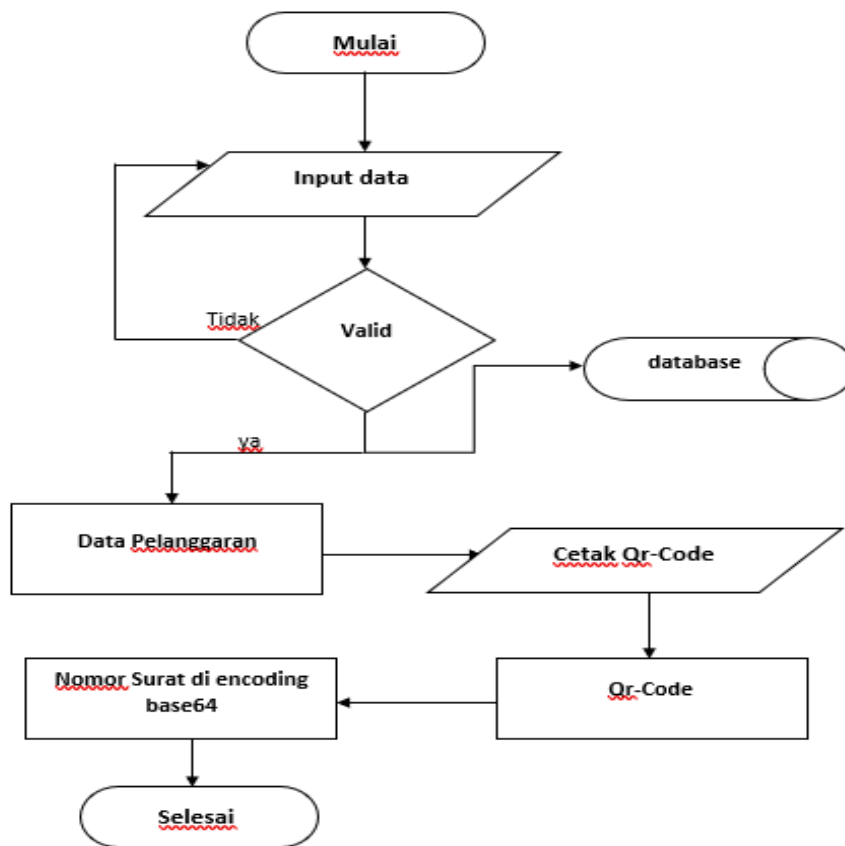 Mulai
Input data
Tidak
Valid
database
ya
Data Pelanggaran
Cetak Qr-Code
Nomor Surat di encoding
base64
Qr-Code
Selesai